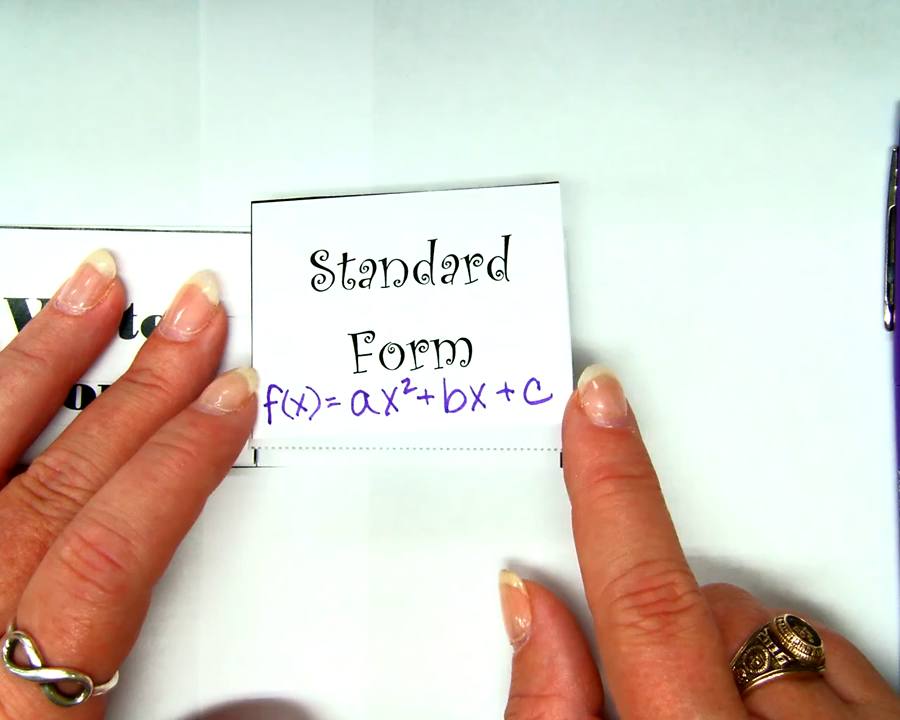 Standard
Form
f(x) = ax² + bx + c